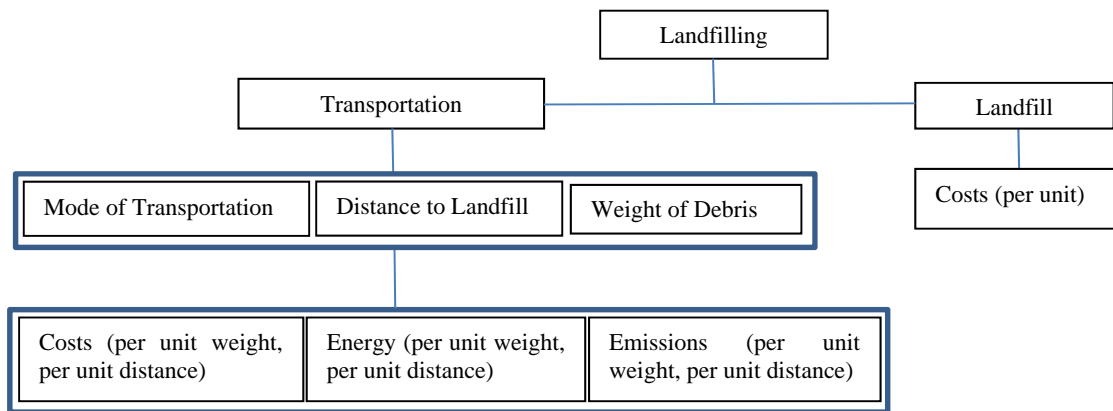 Landfilling
Transportation
Landfill
Mode of Transportation
Distance to Landfill
Weight of Debris
Costs (per unit)
Costs (per unit weight,
per unit distance)
Energy (per unit weight,
per unit distance)
Emissions (per unit
weight, per unit distance)